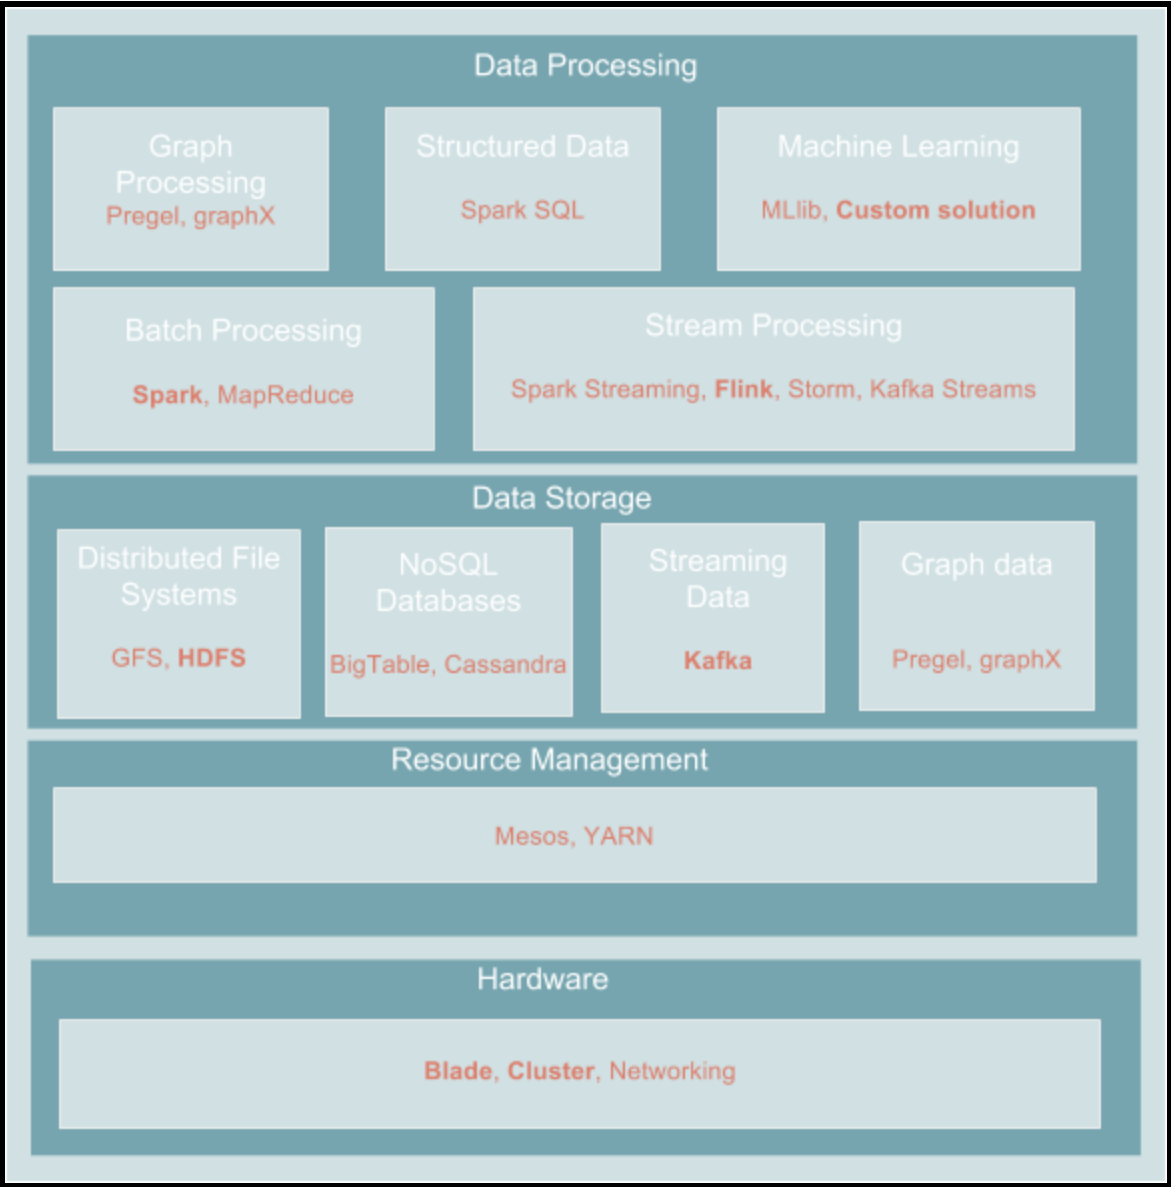 Data Processing
Graph
Processing
Pregel, graphX
Structured Data
Spark SQL
Machine Learning
MLlib, Custom solution
Batch Processing
Spark, MapReduce
Stream Processing
Spark Streaming, Flink, Storm, Kafka Streams
Data Storage
Distributed File
Systems
GFS, HDFS
NoSQL
Databases
BigTable, Cassandra
Streaming
Data
Kafka
Graph data
Pregel, graphX
Resource Management
Mesos, YARN
Hardware
Blade, Cluster, Networking